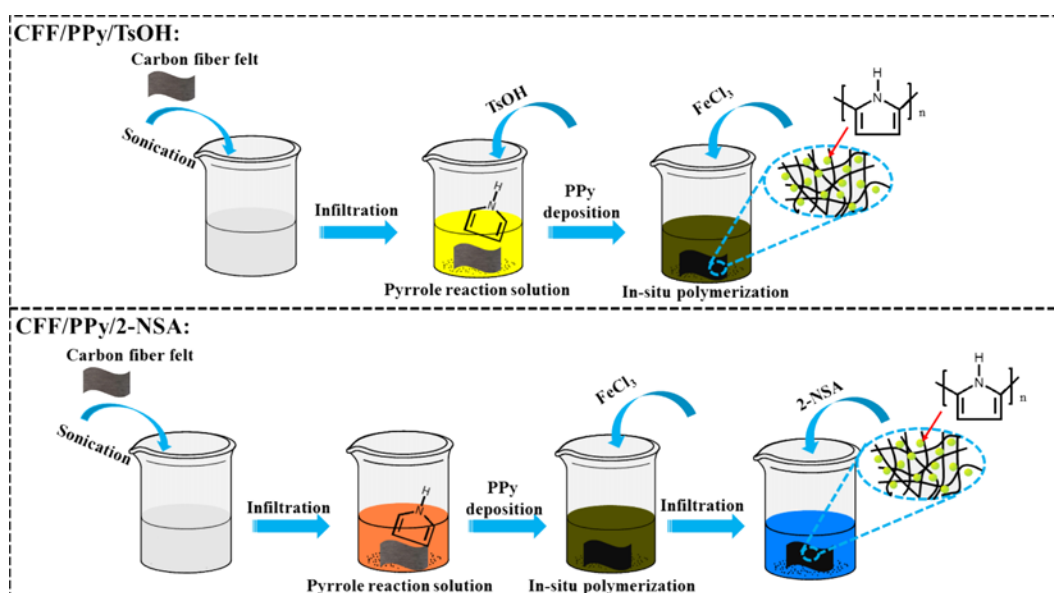 CFF/PPy/TsOH:
Carbon fiber felt
Sonication
Infiltration
TsOH
H
N
Pyrrole reaction solution
PPy
deposition
FeCl3
In-situ polymerization
H
N
n
CFF/PPy/2-NSA:
Carbon fiber felt
Sonication
Infiltration
H
N
Pyrrole reaction solution
PPy
deposition
FeCl3
In-situ polymerization
Infiltration
2-NSA
H
N
n